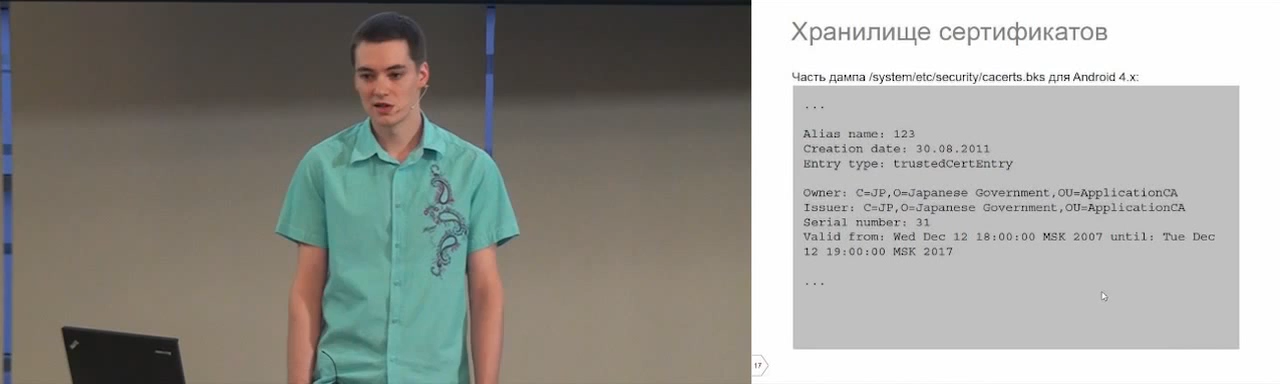 Хранилище сертификатов
Часть дампа /system/etc/security/cacerts.bks для Android 4.x:
...
Alias name: 123
Creation date: 30.08.2011
Entry type: trustedCertEntry
Owner: C=JP,O=Japanese Government,OU=ApplicationCA
Issuer: C=JP,O=Japanese Government,OU=ApplicationCA
Serial number: 31
Valid from: Wed Dec 12 18:00:00 MSK 2007 until: Tue Dec
12 19:00:00 MSK 2017
...
17